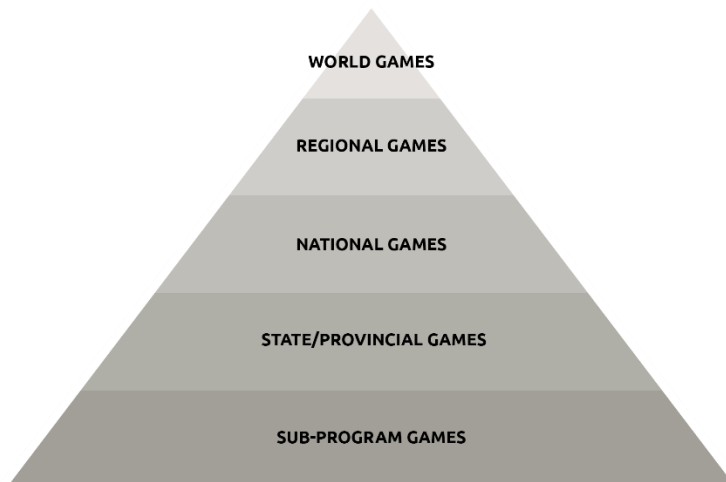 WORLD GAMES
REGIONAL GAMES
NATIONAL GAMES
STATE/PROVINCIAL GAMES
SUB-PROGRAM GAMES